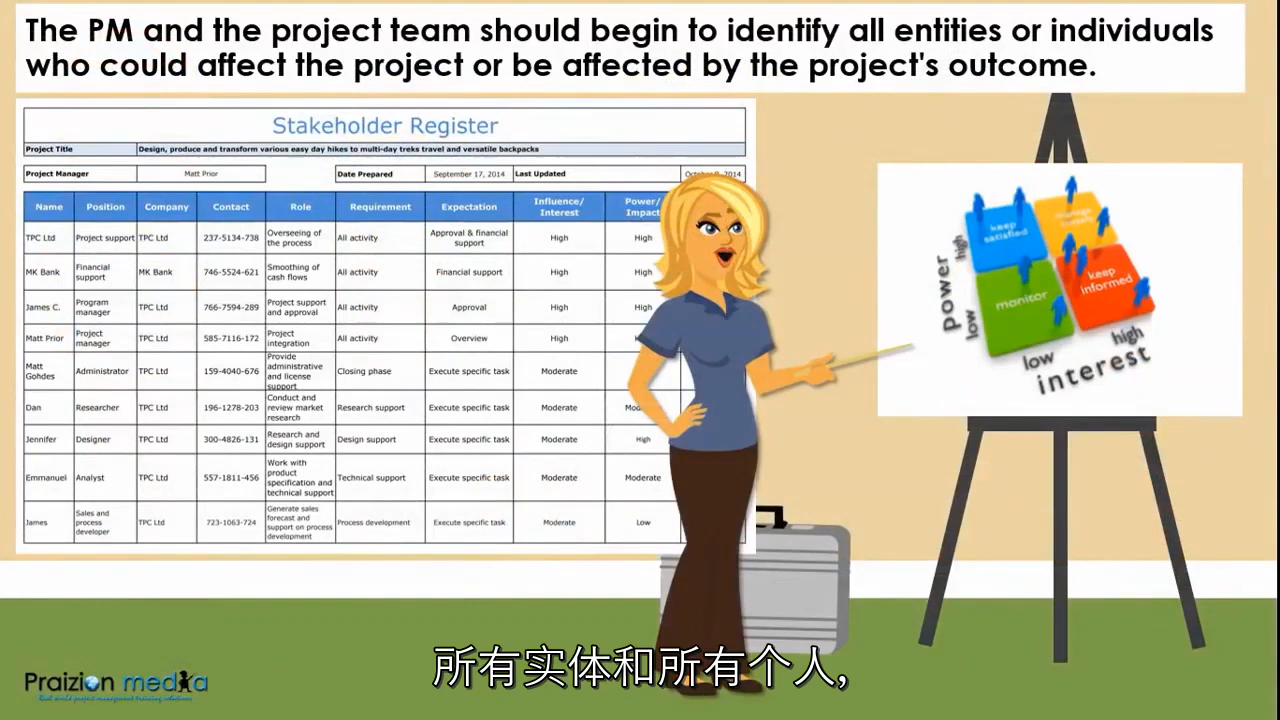 The PM and the project team should begin to identify all entities or individuals
who could affect the project or be affected by the project's outcome.
Stakeholder Register
Project Title Design, produce and transform various easy day hikes to multi-day treks travel and versatile backpacks
Project Manager Matt Prior Date Prepared September 17, 2014 Last Updated 2014
Name Position Company Contact Role Requirement Expectation Influence/ Interest Power/ Impact
TPC Ltd Project support TPC Ltd 237-5134-738 Overseeing of the process All activity Approval & financial support High High
MK Bank Financial support MK Bank 746-5524-621 Smoothing of cash flows All activity Financial support High High
James C. Program manager TPC Ltd 766-7594-289 Project support and approval All activity Approval High High
Matt Prior Project manager TPC Ltd 585-7116-172 Project integration All activity Overview High
Matt Gohdes Administrator TPC Ltd 159-4040-676 Provide administrative and license support Closing phase Execute specific task Moderate
Dan Researcher TPC Ltd 196-1278-203 Conduct and review market research Research support Execute specific task Moderate
Jennifer Designer TPC Ltd 300-4826-131 Research and design support Design support Execute specific task Moderate High
Emmanuel Analyst TPC Ltd 557-1811-456 Work with product specification and technical support Technical support Execute specific task Moderate Moderate
James Sales and process developer TPC Ltd 723-1063-724 Generate sales forecast and support on process development Process development Execute specific task Moderate Low
keep satisfied
monitor
keep informed
power
high
low
low
high
interest
所有实体和所有个人,
Praizion media